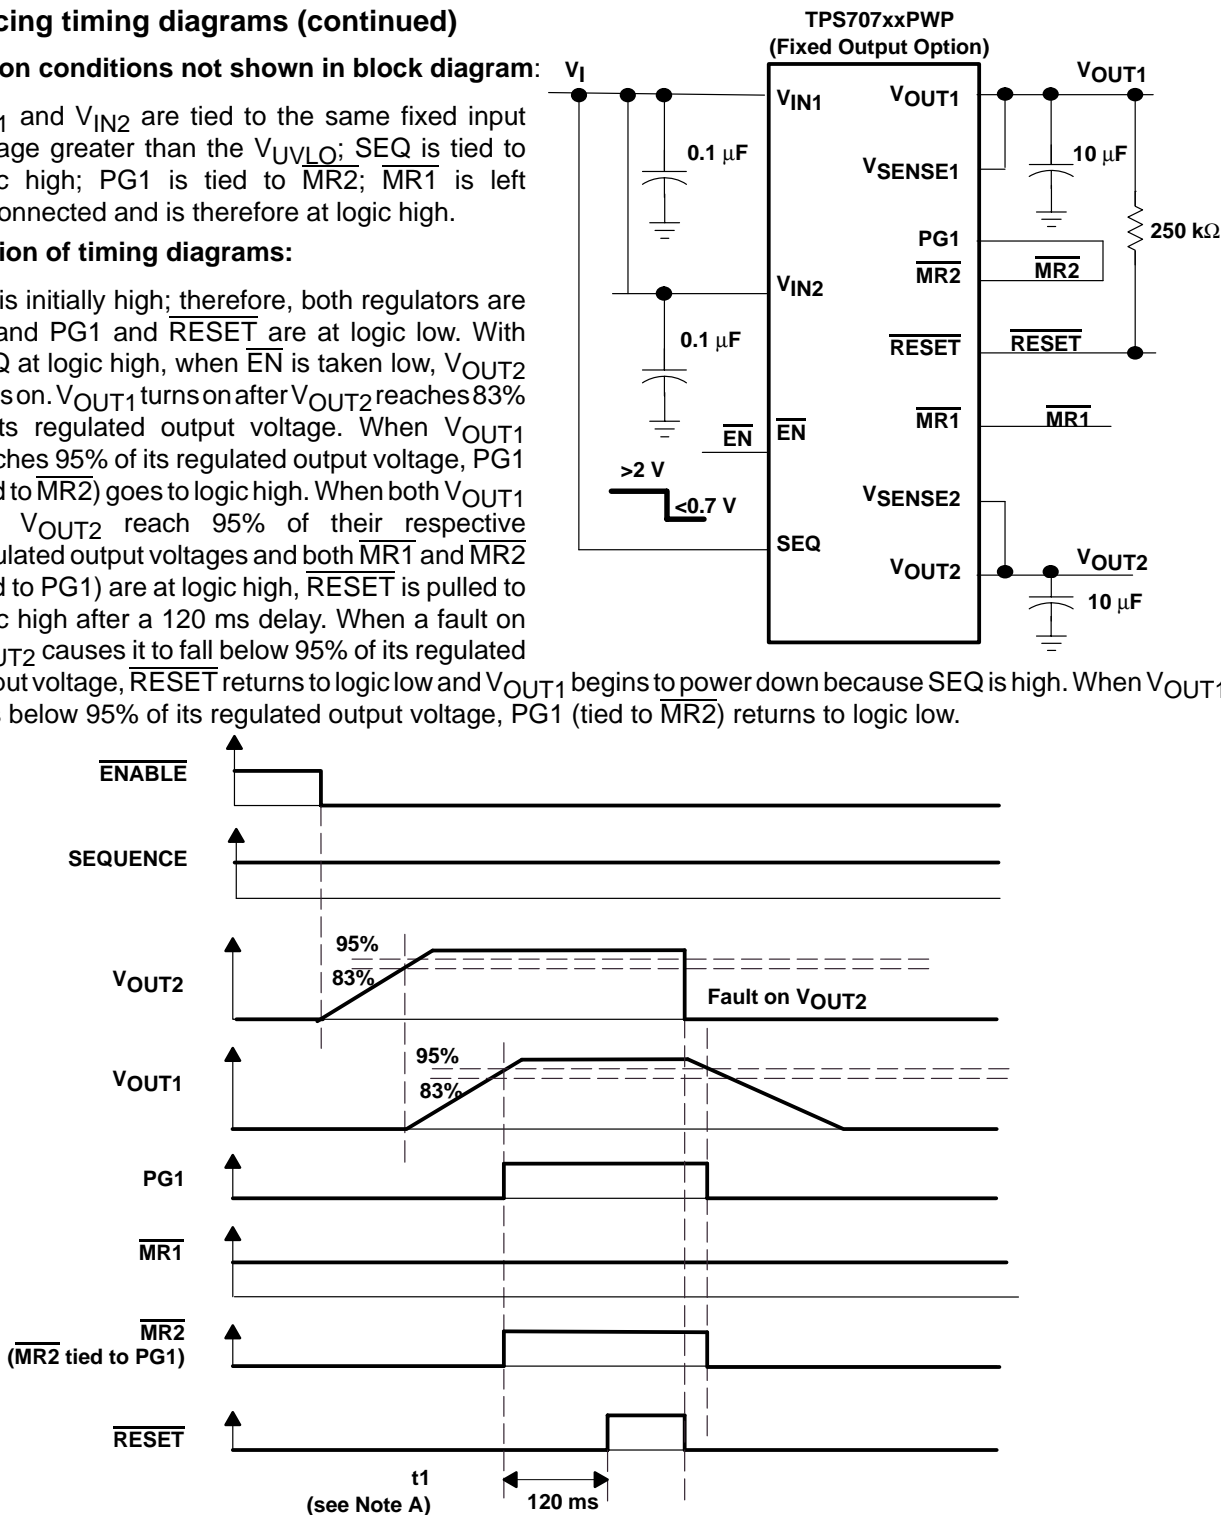 cing timing diagrams (continued)
on conditions not shown in block diagram:
1 and VIN2 are tied to the same fixed input
age greater than the VUVLO; SEQ is tied to
c high; PG1 is tied to MR2; MR1 is left
onnected and is therefore at logic high.
ion of timing diagrams:
is initially high; therefore, both regulators are
and PG1 and RESET are at logic low. With
Q at logic high, when EN is taken low, VOUT2
s on. VOUT1 turns on after VOUT2 reaches 83%
ts regulated output voltage. When VOUT1
ches 95% of its regulated output voltage, PG1
d to MR2) goes to logic high. When both VOUT1
VOUT2 reach 95% of their respective
ulated output voltages and both MR1 and MR2
d to PG1) are at logic high, RESET is pulled to
c high after a 120 ms delay. When a fault on
UT2 causes it to fall below 95% of its regulated
out voltage, RESET returns to logic low and VOUT1 begins to power down because SEQ is high. When VOUT1
s below 95% of its regulated output voltage, PG1 (tied to MR2) returns to logic low.
TPS707xxPWP
(Fixed Output Option)
VI
VOUT1
VIN1
VOUT1
0.1 μF
10 μF
VSENSE1
250 kΩ
PG1
MR2
MR2
VIN2
0.1 μF
RESET
RESET
EN
EN
MR1
MR1
>2 V
<0.7 V
VSENSE2
SEQ
VOUT2
VOUT2
10 μF
ENABLE
SEQUENCE
VOUT2
95%
83%
Fault on VOUT2
VOUT1
95%
83%
PG1
MR1
MR2
(MR2 tied to PG1)
RESET
t1
(see Note A)
120 ms